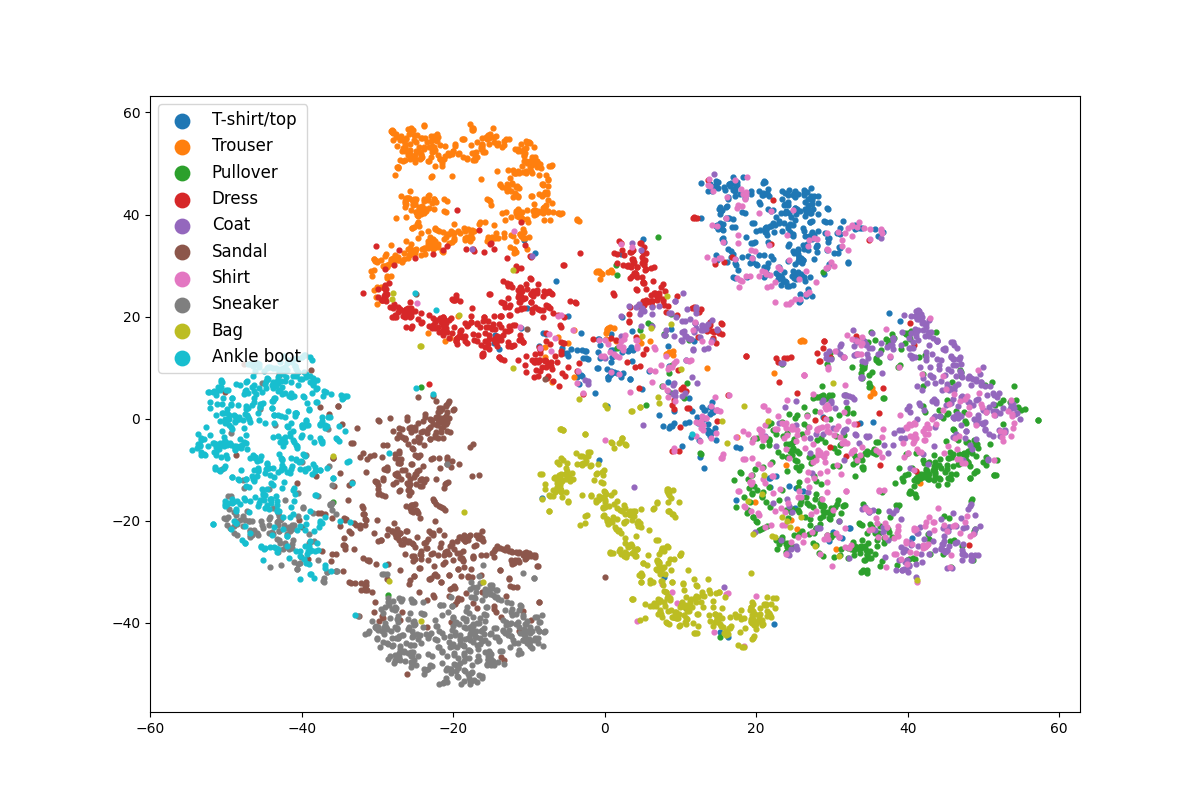 T-shirt/top
Trouser
Pullover
Dress
Coat
Sandal
Shirt
Sneaker
Bag
Ankle boot
60
40
20
0
−20
−40
−60 −40 −20 0 20 40 60